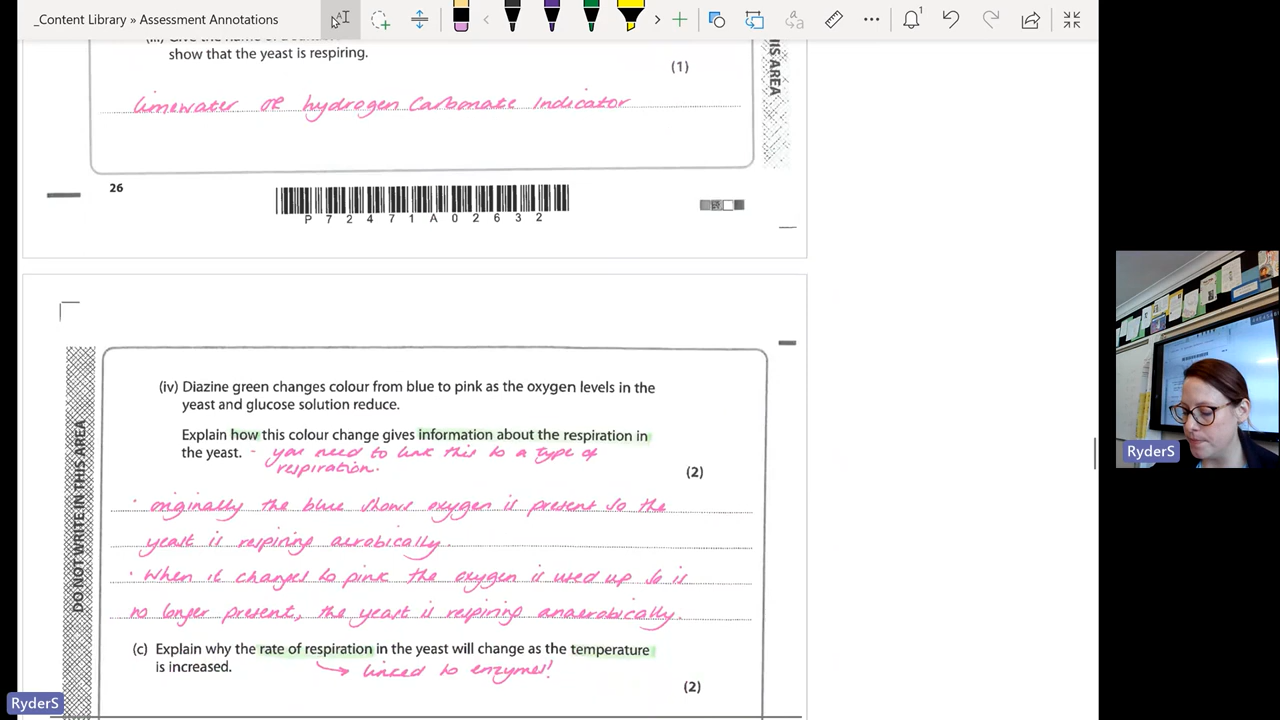 _Content Library > Assessment Annotations
show that the yeast is respiring.
(1)
limewater or hydrogen Carbonate Indicator
IS AREA
26
P 7 2 4 7 1 A 0 2 6 3 2
(iv) Diazine green changes colour from blue to pink as the oxygen levels in the
yeast and glucose solution reduce.
Explain how this colour change gives information about the respiration in
the yeast. - you need to link this to a type of
respiration.
(2)
· originally the blue shows oxygen is present so the
yeast is respiring aerobically.
· When it changes to pink the oxygen is used up so is
no longer present, the yeast is respiring anaerobically.
DO NOT WRITE IN THIS AREA
(c) Explain why the rate of respiration in the yeast will change as the temperature
is increased.
→ linked to enzymes!
(2)
RyderS
RyderS